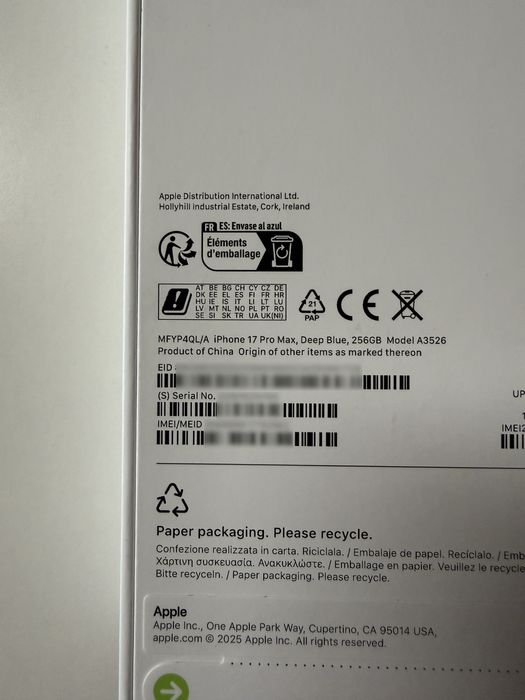 Apple Distribution International Ltd.
Hollyhill Industrial Estate, Cork, Ireland
FR ES: Envase al azul
Éléments
d'emballage
AT BE BG CH CY CZ DE
DK EE EL ES FI FR HR
HU IE IS IT LI LT LU
LV MT NL NO PL PT RO
SE SI SK TR UA UK(NI)
21
PAP
CE
MFYP4QL/A iPhone 17 Pro Max, Deep Blue, 256GB Model A3526
Product of China Origin of other items as marked thereon
EID
(S) Serial No.
UP
IMEI/MEID
IMEI2
Paper packaging. Please recycle.
Confezione realizzata in carta. Riciclala. / Embalaje de papel. Recíclalo. / Emb
Χάρτινη συσκευασία. Ανακυκλώστε. / Emballage en papier. Veuillez le recycle
Bitte recyceln. / Paper packaging. Please recycle.
Apple
Apple Inc., One Apple Park Way, Cupertino, CA 95014 USA,
apple.com © 2025 Apple Inc. All rights reserved.